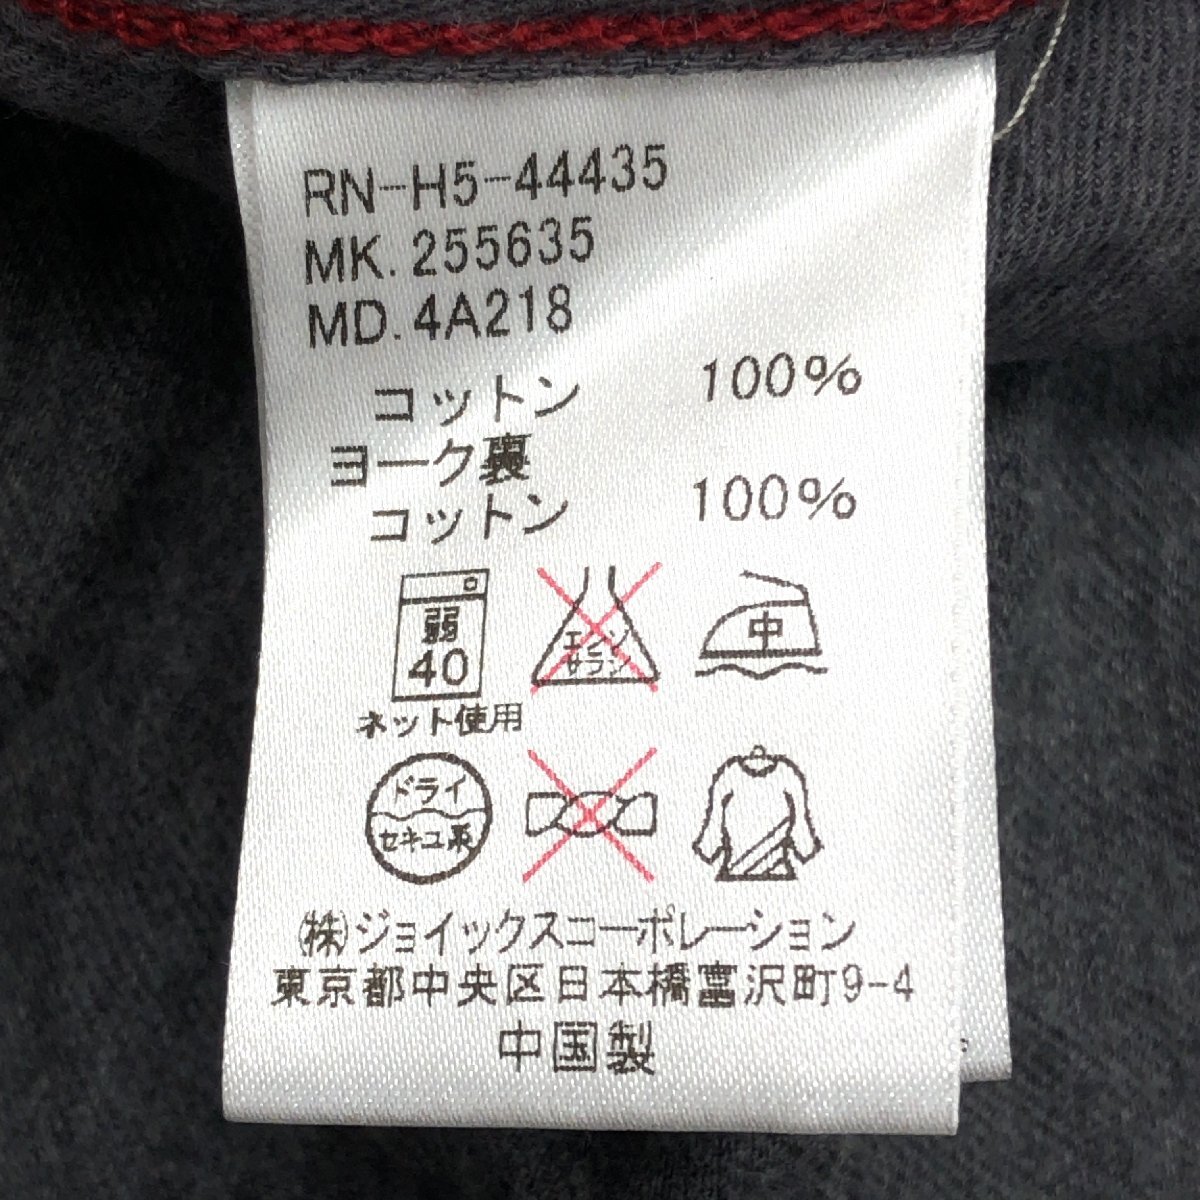 RN-H5-44435
MK.255635
MD.4A218
コットン 100%
ヨーク裏
コットン 100%
弱
40
エンソ
サラシ
中
ネット使用
ドライ
セキユ系
㈱ジョイックスコーポレーション
東京都中央区日本橋富沢町9-4
中国製